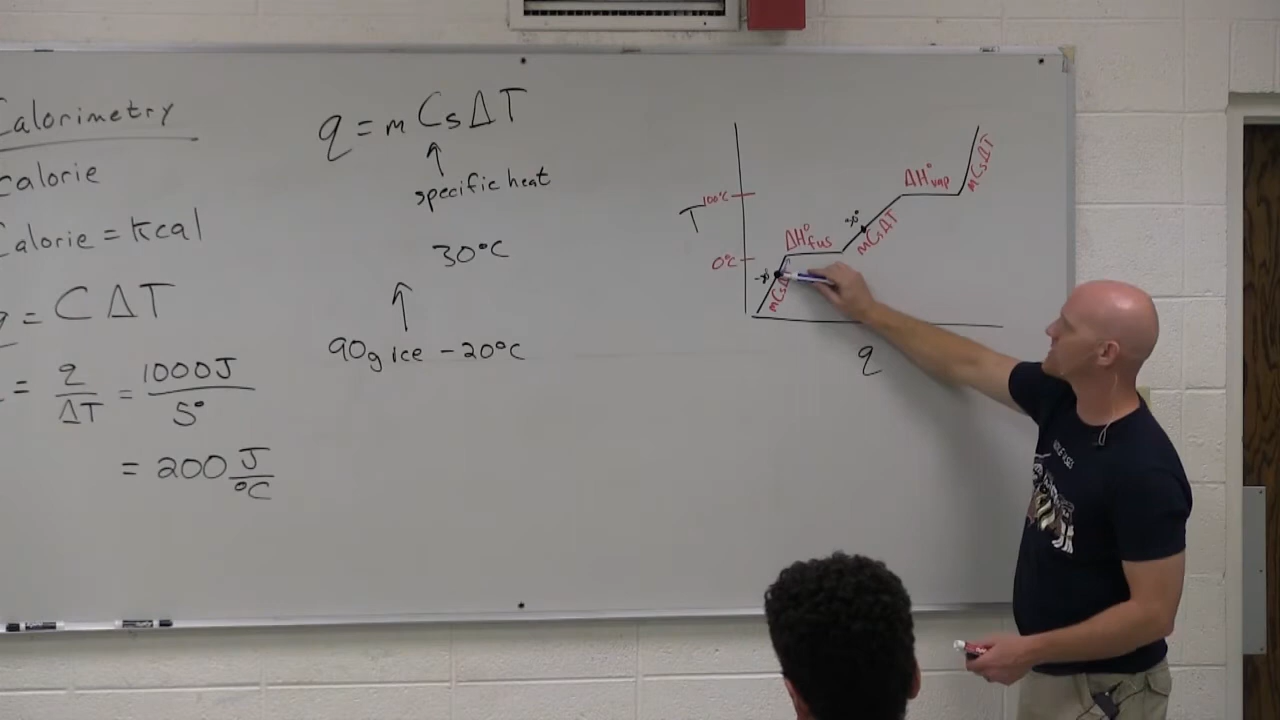 Calorimetry
calorie
Calorie = kcal
q = C ΔT
= q/ΔT = 1000J/5°
= 200 J/°C
q = m Cs ΔT
↑
specific heat
30°C
↑
90g ice -20°C
T
100°C
0°C
mCsΔ
ΔH°fus
mCsΔT
ΔH°vap
mCsΔT
q